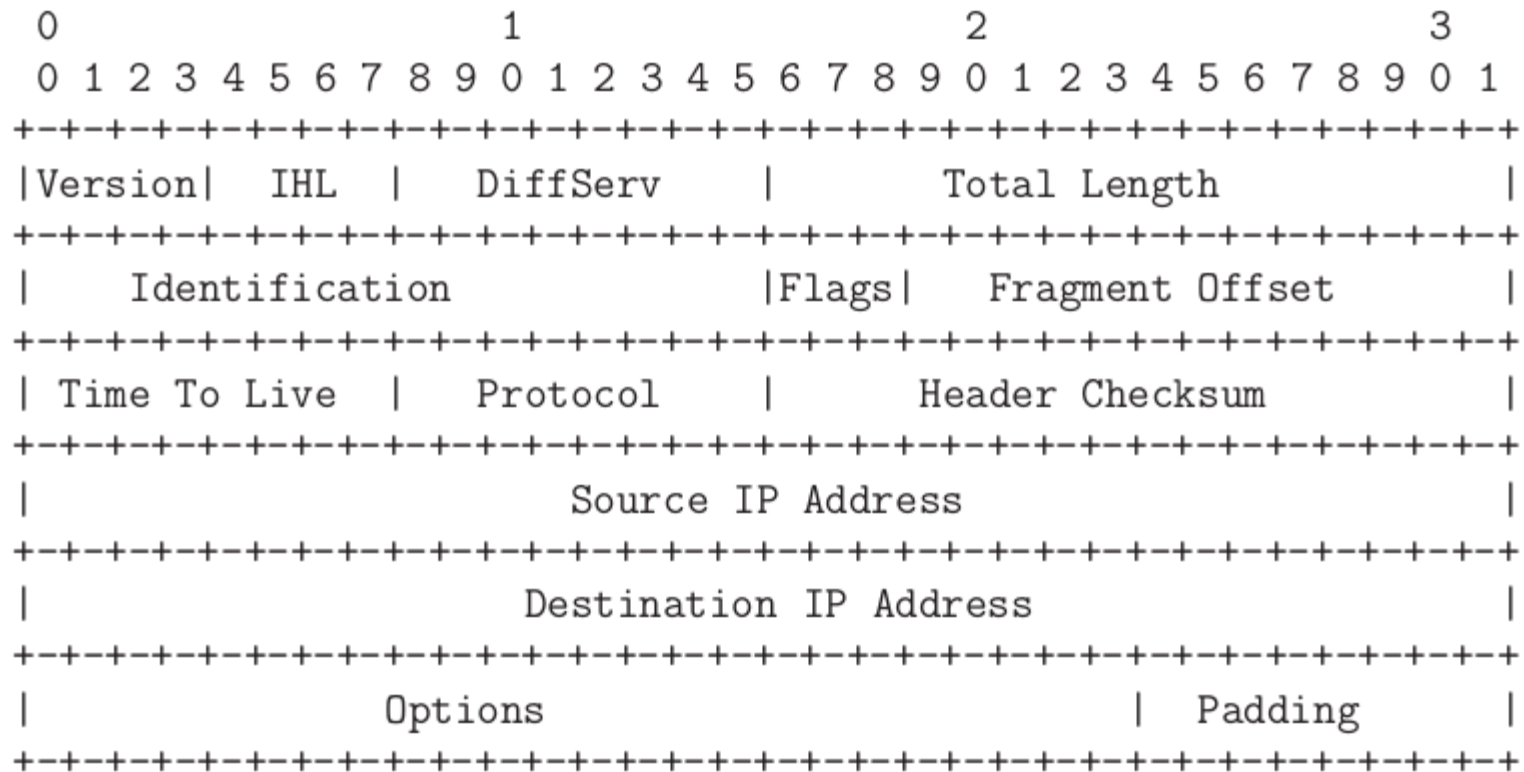 0                   1                   2                   3
 0 1 2 3 4 5 6 7 8 9 0 1 2 3 4 5 6 7 8 9 0 1 2 3 4 5 6 7 8 9 0 1
+-+-+-+-+-+-+-+-+-+-+-+-+-+-+-+-+-+-+-+-+-+-+-+-+-+-+-+-+-+-+-+-+
|Version|  IHL  |   DiffServ    |       Total Length            |
+-+-+-+-+-+-+-+-+-+-+-+-+-+-+-+-+-+-+-+-+-+-+-+-+-+-+-+-+-+-+-+-+
|    Identification             |Flags|   Fragment Offset       |
+-+-+-+-+-+-+-+-+-+-+-+-+-+-+-+-+-+-+-+-+-+-+-+-+-+-+-+-+-+-+-+-+
| Time To Live  |   Protocol    |      Header Checksum          |
+-+-+-+-+-+-+-+-+-+-+-+-+-+-+-+-+-+-+-+-+-+-+-+-+-+-+-+-+-+-+-+-+
|                       Source IP Address                       |
+-+-+-+-+-+-+-+-+-+-+-+-+-+-+-+-+-+-+-+-+-+-+-+-+-+-+-+-+-+-+-+-+
|                     Destination IP Address                    |
+-+-+-+-+-+-+-+-+-+-+-+-+-+-+-+-+-+-+-+-+-+-+-+-+-+-+-+-+-+-+-+-+
|               Options                         |  Padding      |
+-+-+-+-+-+-+-+-+-+-+-+-+-+-+-+-+-+-+-+-+-+-+-+-+-+-+-+-+-+-+-+-+